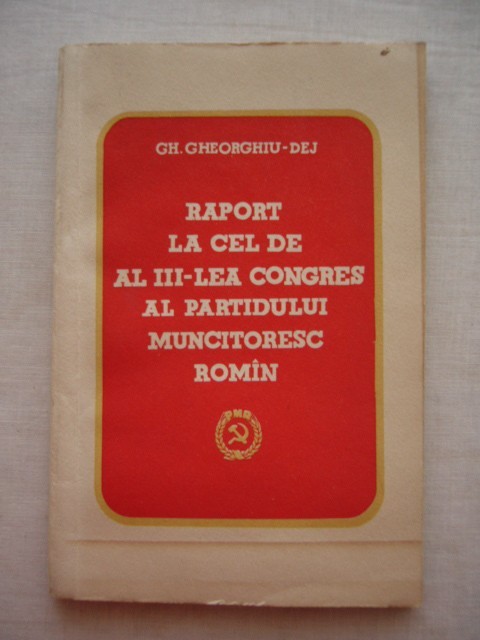 GH. GHEORGHIU-DEJ
RAPORT
LA CEL DE
AL III-LEA CONGRES
AL PARTIDULUI
MUNCITORESC
ROMÎN
PMR